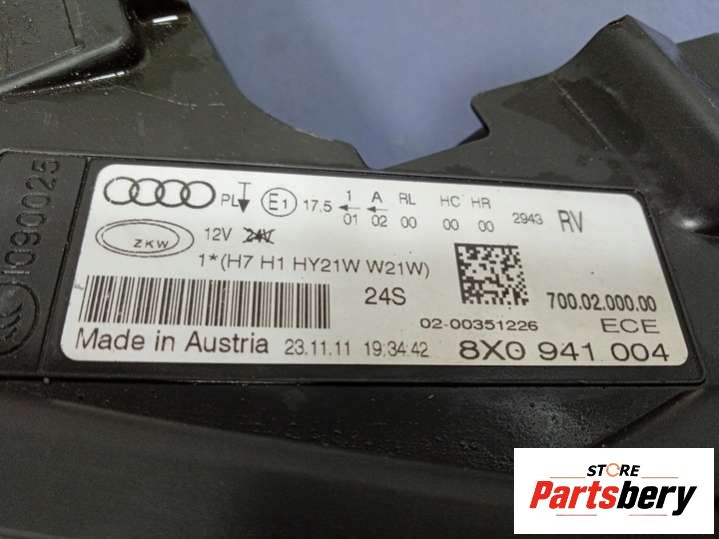 1090025
PL E1 17.5 1 A RL HC HR
01 02 00 00 00 2943 RV
ZKW 12V 24V
1*(H7 H1 HY21W W21W)
24S 700.02.000.00
02-00351226 ECE
Made in Austria 23.11.11 19:34:42 8X0 941 004
STORE
Partsbery